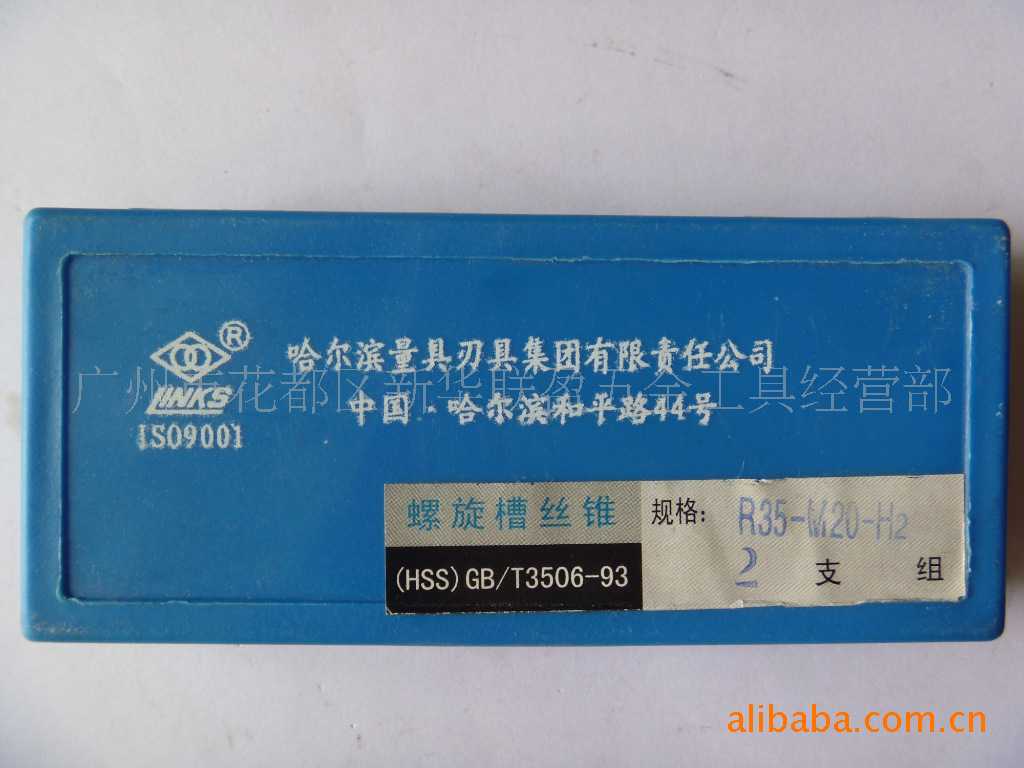 ®
LINKS
ISO9001
哈尔滨量具刃具集团有限责任公司
中国·哈尔滨和平路44号
广州市花都区新华联盈五金工具经营部
螺旋槽丝锥
(HSS) GB/T3506-93
规格: R35-M20-H2
2 支 组
alibaba.com.cn